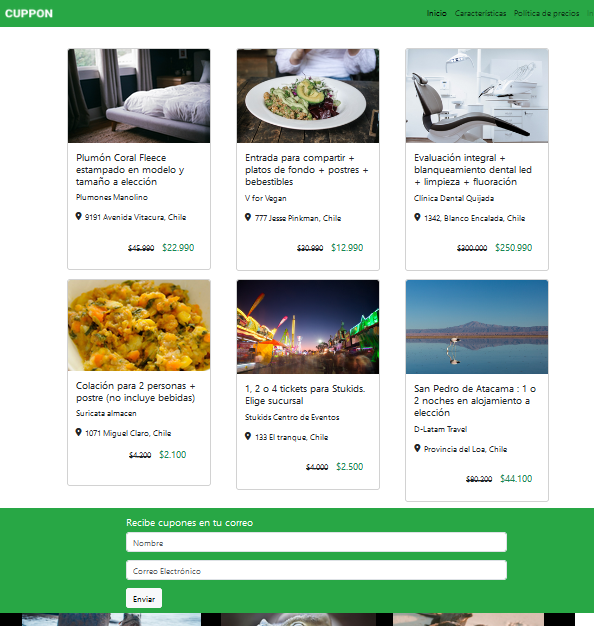 CUPPON
Inicio Características Política de precios
Plumón Coral Fleece
estampado en modelo y
tamaño a elección
Plumones Manolino
9191 Avenida Vitacura, Chile
$45.990 $22.990
Entrada para compartir +
platos de fondo + postres +
bebestibles
V for Vegan
777 Jesse Pinkman, Chile
$30.990 $12.990
Evaluación integral +
blanqueamiento dental led
+ limpieza + fluoración
Clínica Dental Quijada
1342, Blanco Encalada, Chile
$300.000 $250.990
Colación para 2 personas +
postre (no incluye bebidas)
Suricata almacen
1071 Miguel Claro, Chile
$4.200 $2.100
1, 2 o 4 tickets para Stukids.
Elige sucursal
Stukids Centro de Eventos
133 El tranque, Chile
$4.000 $2.500
San Pedro de Atacama : 1 o
2 noches en alojamiento a
elección
D-Latam Travel
Provincia del Loa, Chile
$80.200 $44.100
Recibe cupones en tu correo
Nombre
Correo Electrónico
Enviar